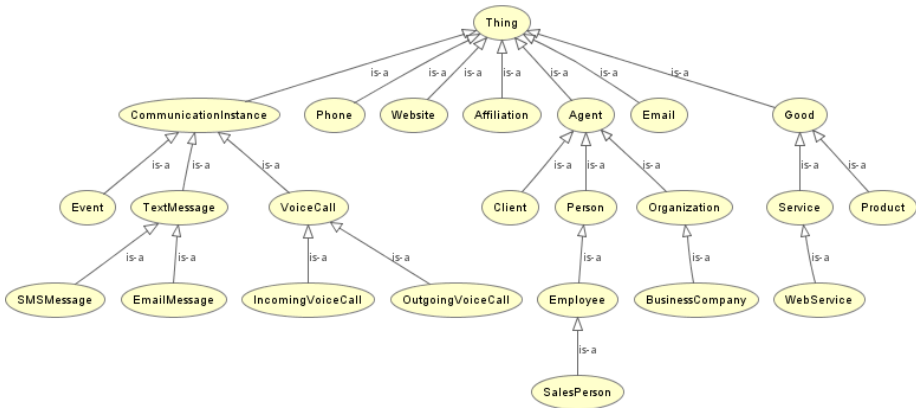 Thing
is-a is-a is-a is-a is-a is-a is-a
CommunicationInstance Phone Website Affiliation Agent Email Good
is-a is-a is-a is-a is-a is-a is-a is-a
Event TextMessage VoiceCall Client Person Organization Service Product
is-a is-a is-a is-a is-a is-a is-a
SMSMessage EmailMessage IncomingVoiceCall OutgoingVoiceCall Employee BusinessCompany WebService
is-a
SalesPerson